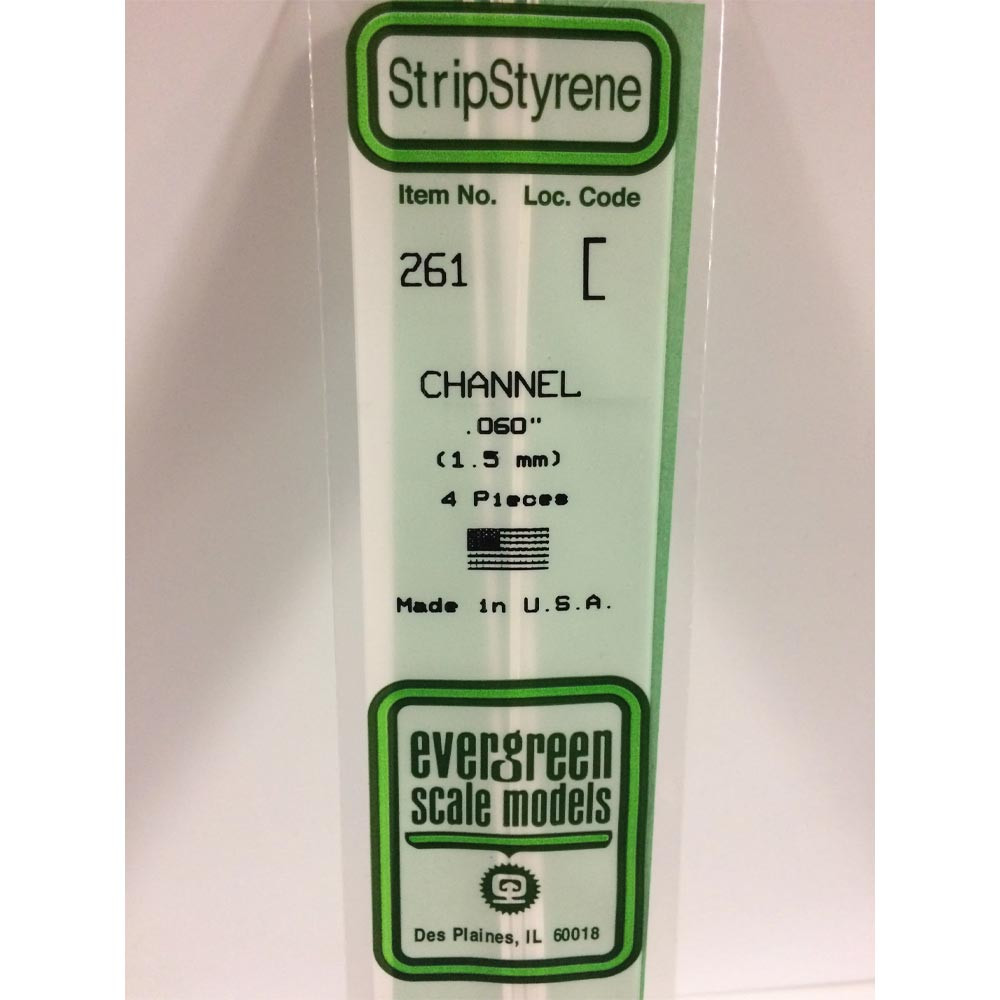 StripStyrene
Item No. Loc. Code
261 [
CHANNEL
.060"
(1.5 mm)
4 Pieces
Made in U.S.A.
evergreen
scale models
Des Plaines, IL 60018